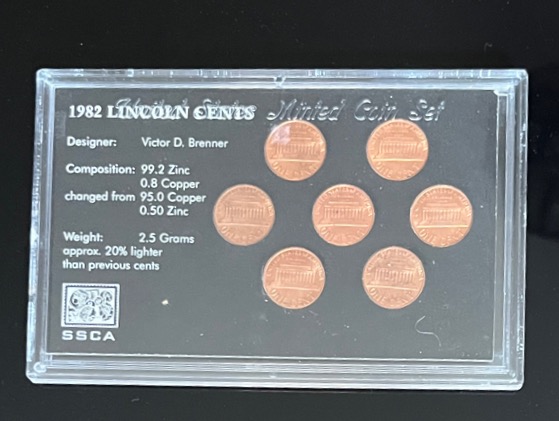 1982 LINCOLN CENTS
United States Minted Coin Set
Designer: Victor D. Brenner
Composition: 99.2 Zinc
0.8 Copper
changed from 95.0 Copper
0.50 Zinc
Weight: 2.5 Grams
approx. 20% lighter
than previous cents
SSCA